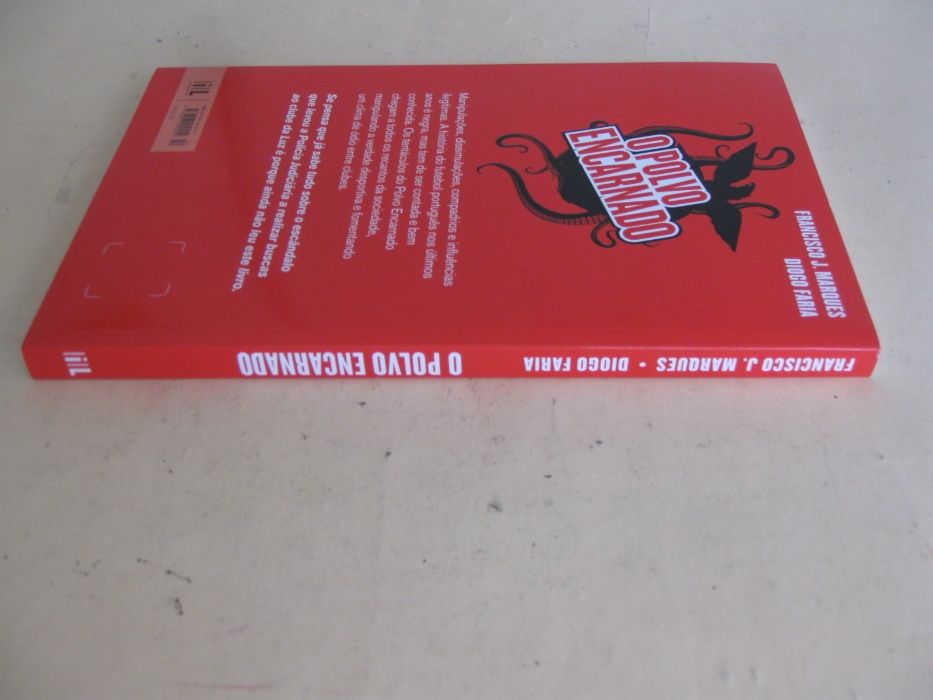 FRANCISCO J. MARQUES
DIOGO FARIA
O POLVO
ENCARNADO
Manipulações, dissimulações, compadrios e influências
ilegítimas. A história do futebol português nos últimos
anos é negra, mas tem de ser contada e bem
conhecida. Os tentáculos do Polvo Encarnado
chegam a todos os recantos da sociedade,
manipulando a verdade desportiva e fomentando
um clima de ódio entre clubes.
Se pensa que já sabe tudo sobre o escândalo
que levou a Polícia Judiciária a realizar buscas
ao clube da Luz é porque ainda não leu este livro.
FRANCISCO J. MARQUES • DIOGO FARIA
O POLVO ENCARNADO